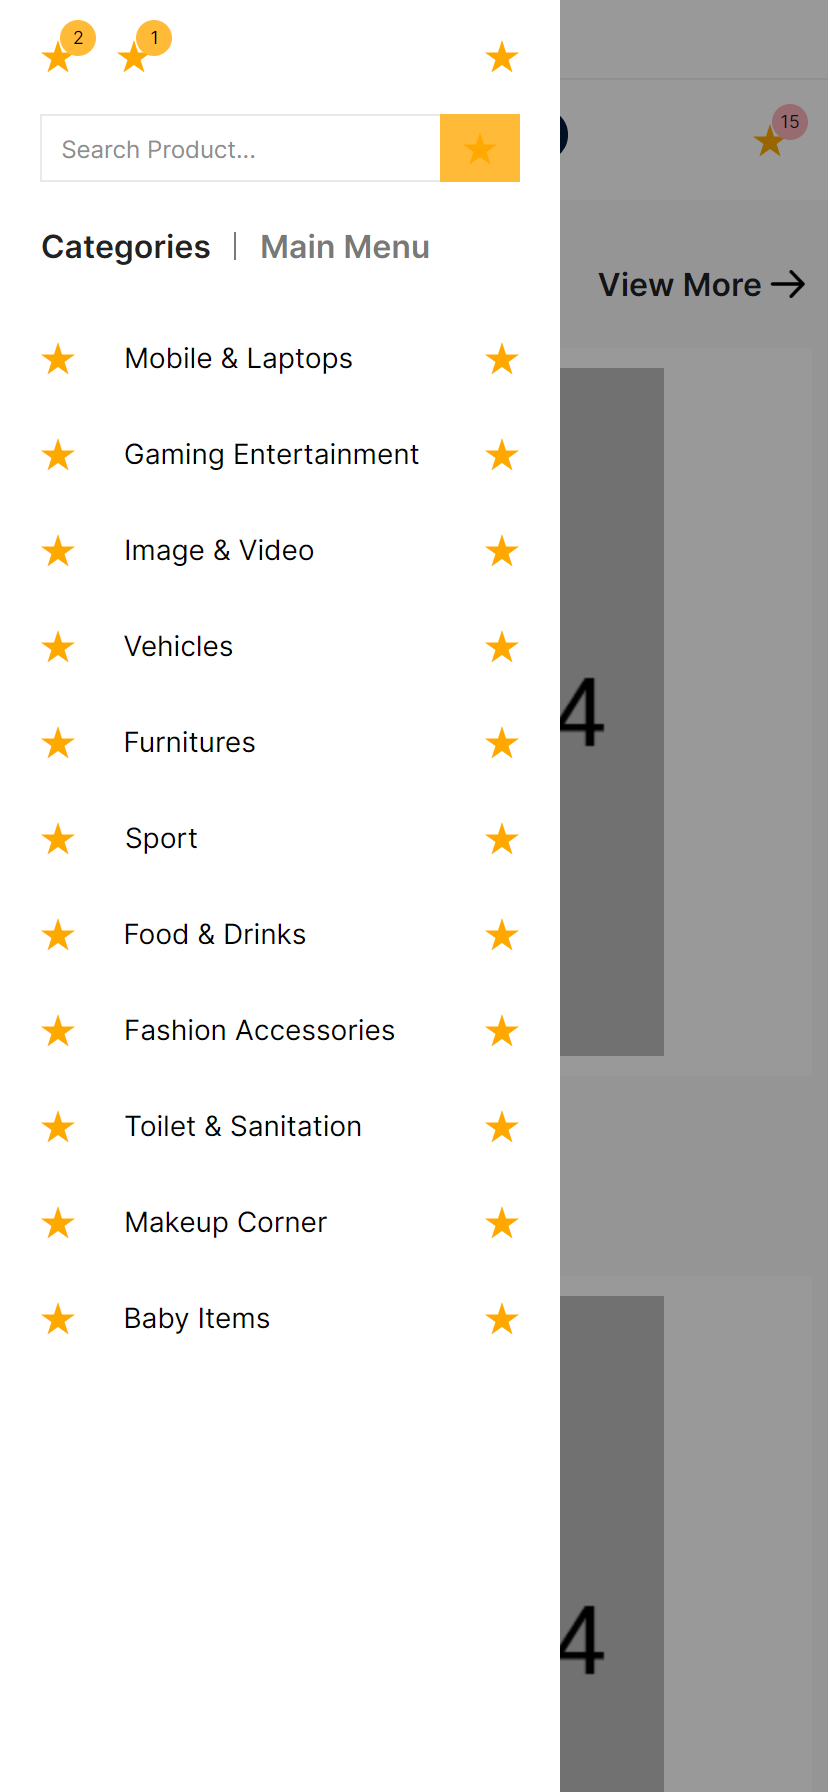 2
1
15
Search Product...
Categories | Main Menu
View More
Mobile & Laptops
Gaming Entertainment
Image & Video
Vehicles
Furnitures
4
Sport
Food & Drinks
Fashion Accessories
Toilet & Sanitation
Makeup Corner
Baby Items
4